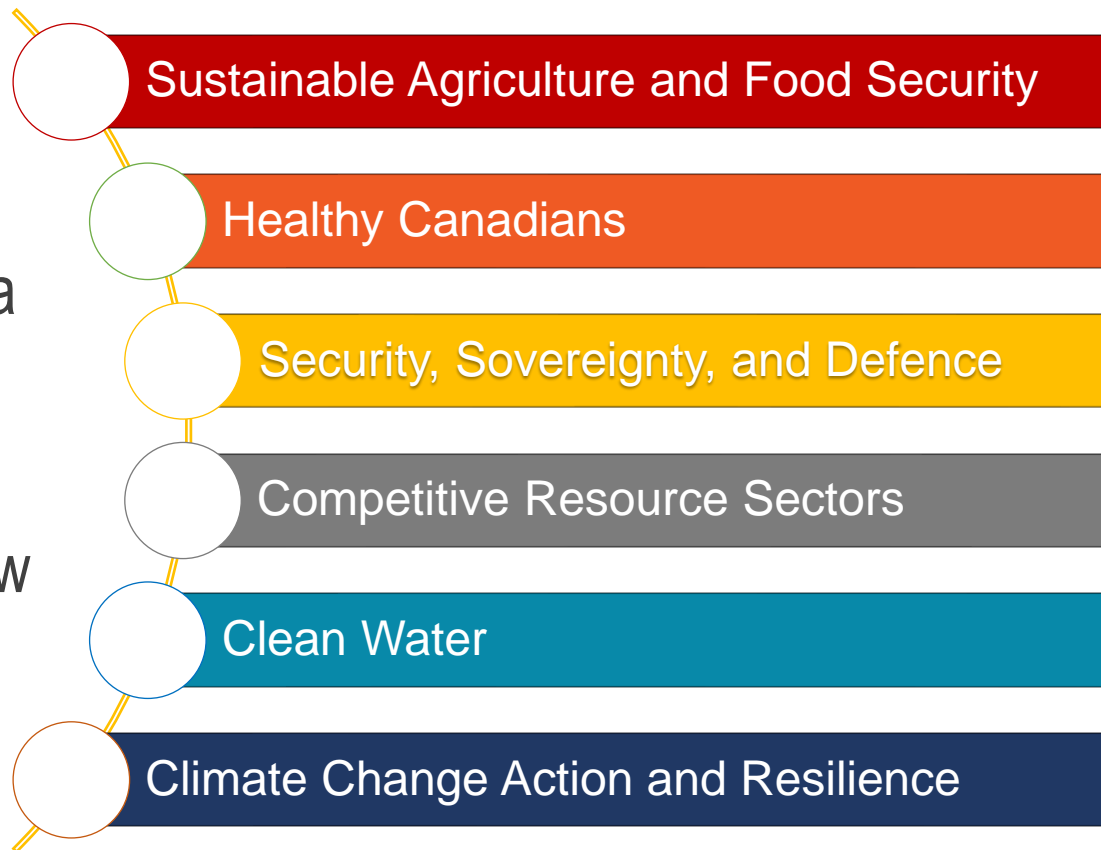 Sustainable Agriculture and Food Security
Healthy Canadians
a
Security, Sovereignty, and Defence
Competitive Resource Sectors
w
Clean Water
Climate Change Action and Resilience